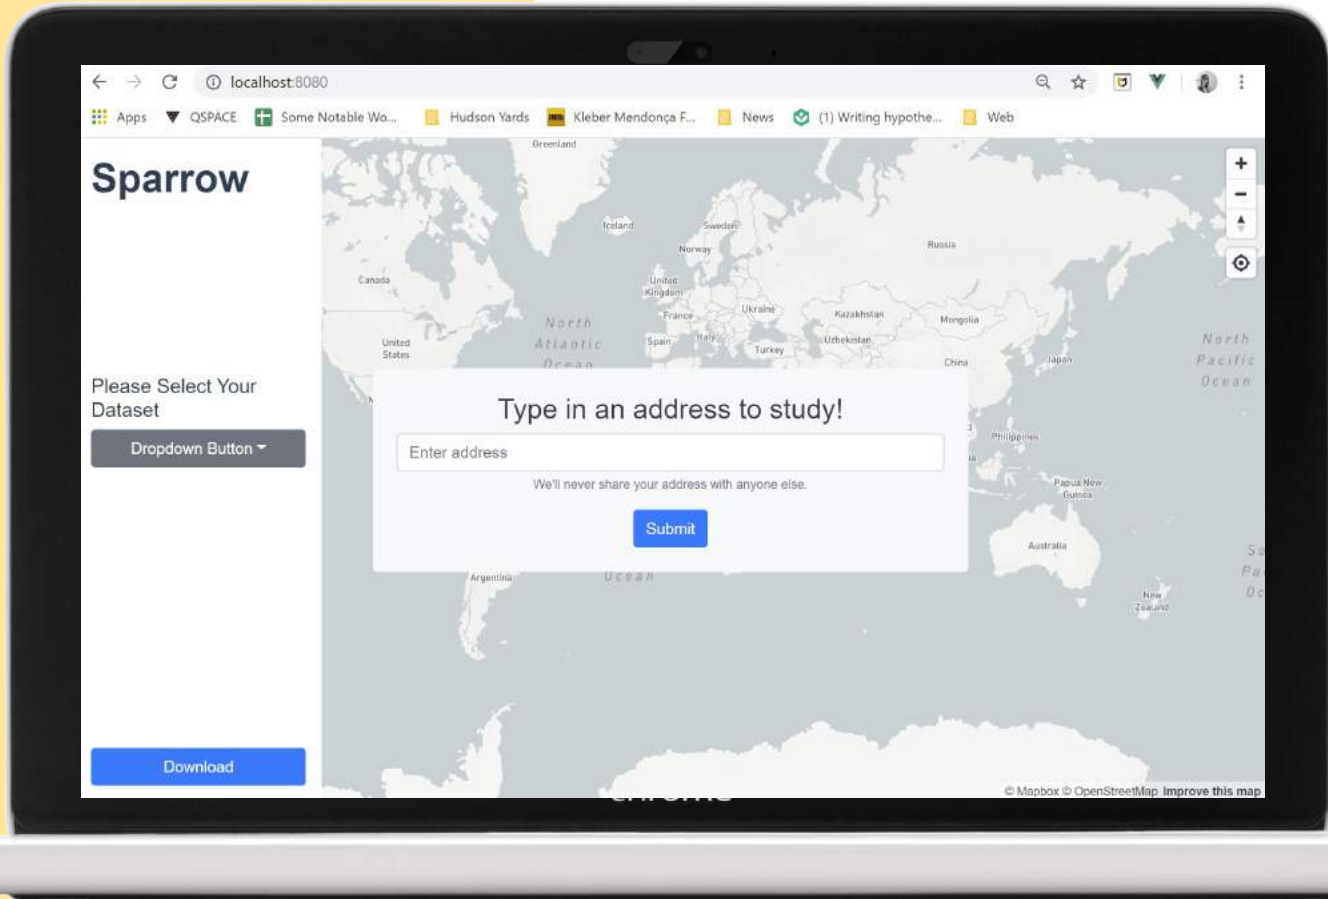 localhost:8080
Apps QSPACE Some Notable Wo... Hudson Yards Kleber Mendonça F... News (1) Writing hypothe... Web
Sparrow
Please Select Your
Dataset
Dropdown Button
Download
Greenland
Iceland
Sweden
Norway
Russia
Canada
United
Kingdom
Ukraine
Kazakhstan
Mongolia
France
North
Atlantic
Ocean
United
States
Spain
Italy
Turkey
Uzbekistan
China
Japan
North
Pacific
Ocean
Type in an address to study!
Enter address
We'll never share your address with anyone else.
Submit
Philippines
Papua New
Guinea
Australia
Argentina
Ocean
New
Zealand
So
Pa
Oc
© Mapbox © OpenStreetMap Improve this map